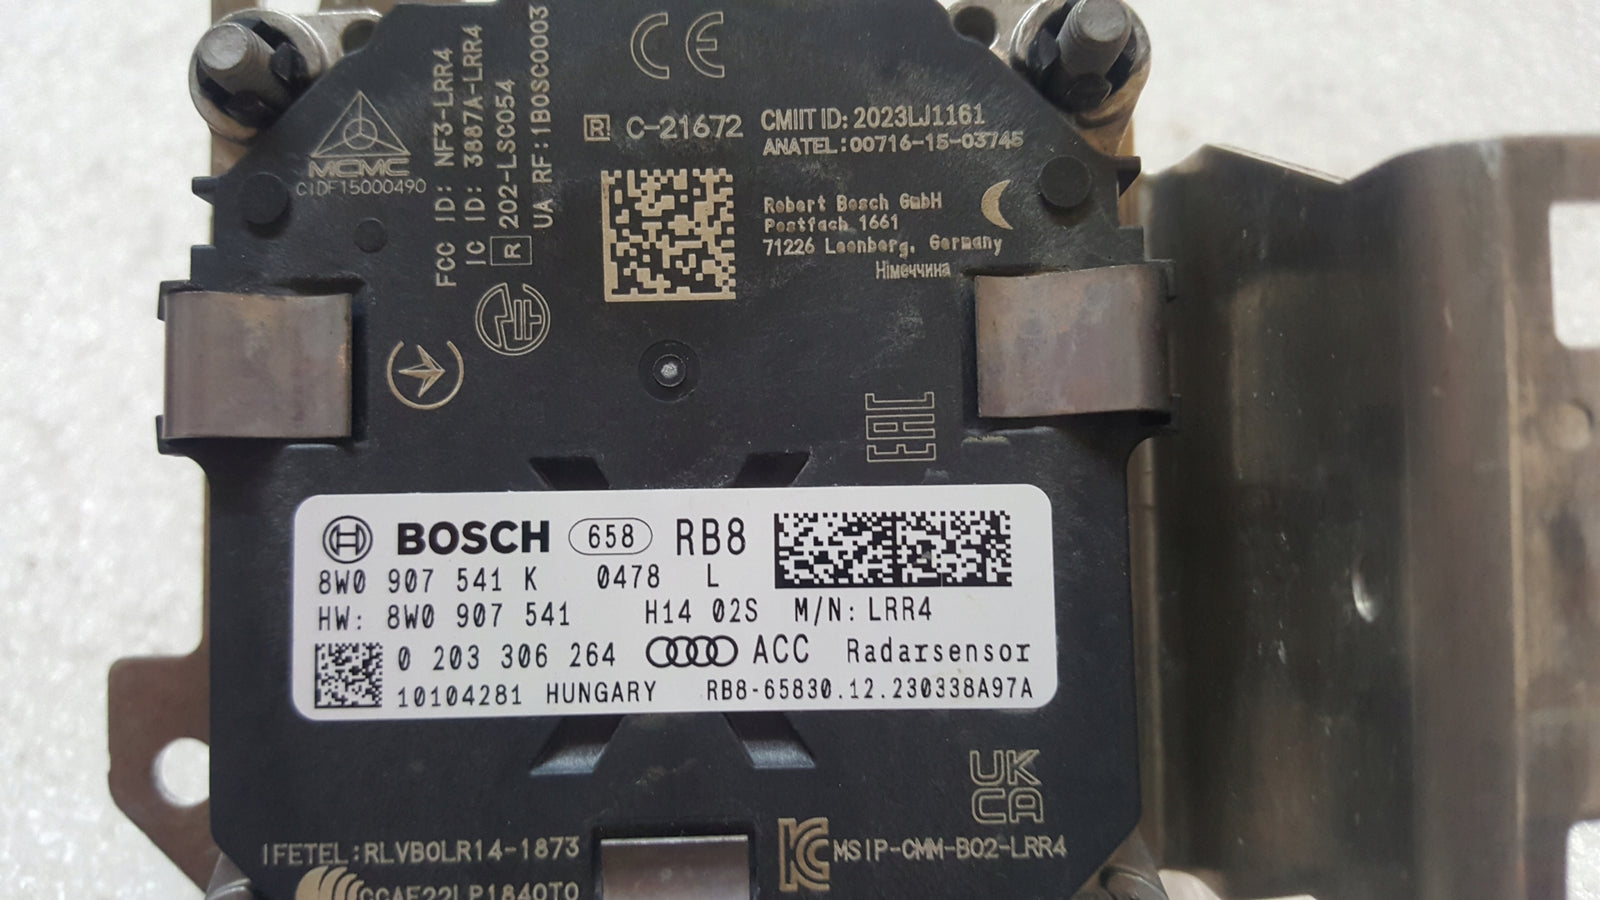 MCMC
CIDF15000490
FCC ID: NF3-LRR4
IC ID: 3887A-LRR4
R 202-LSC054
UA RF:1BOSC0003
CE
R C-21672
CMIIT ID: 2023LJ1161
ANATEL:00716-15-03745
Robert Bosch GmbH
Postfach 1661
71226 Leonberg, Germany
Німеччина
EAC
BOSCH 658 RB8
8W0 907 541 K 0478 L
HW: 8W0 907 541 H14 02S M/N: LRR4
0 203 306 264 ACC Radarsensor
10104281 HUNGARY RB8-65830.12.230338A97A
UK
CA
IFETEL:RLVBOLR14-1873
KC MSIP-CMM-B02-LRR4
CCAF22LP1840T0